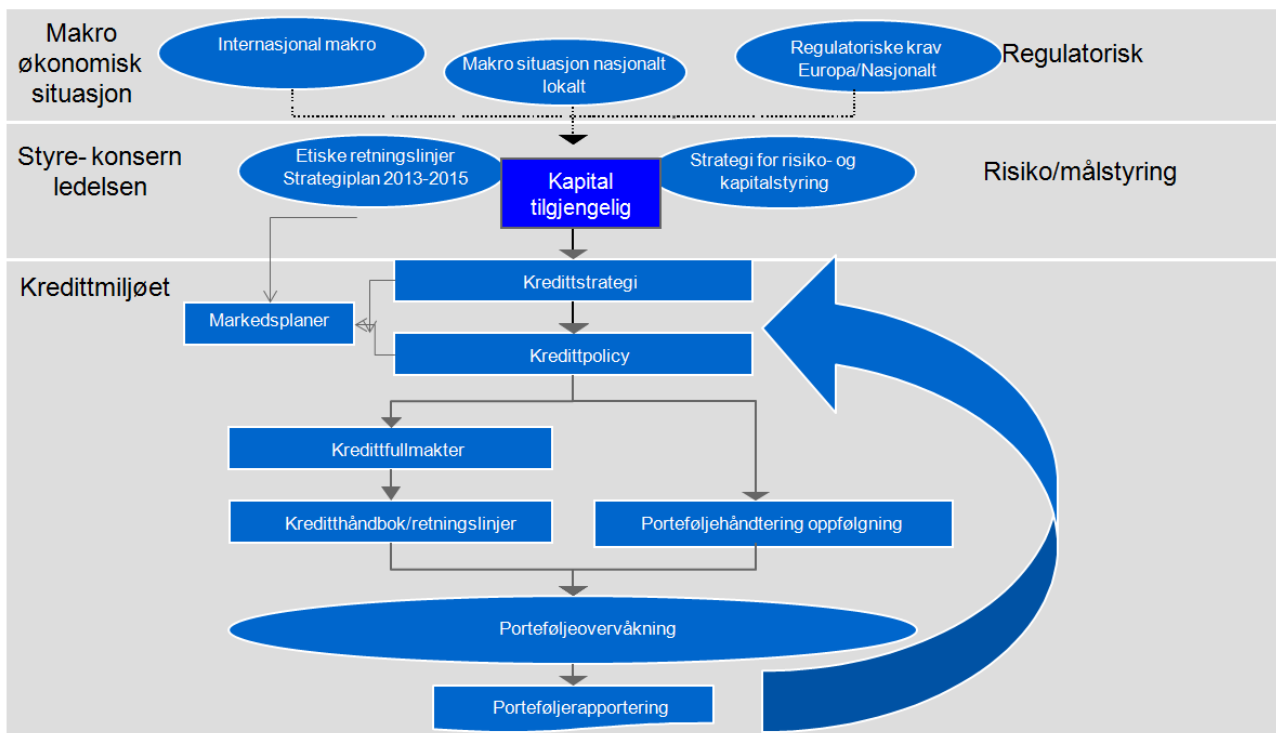 Makro
økonomisk
situasjon
Internasjonal makro
Makro situasjon nasjonalt
lokalt
Regulatoriske krav
Europa/Nasjonalt
Regulatorisk
Styre- konsern
ledelsen
Etiske retningslinjer
Strategiplan 2013-2015
Kapital
tilgjengelig
Strategi for risiko- og
kapitalstyring
Risiko/målstyring
Kredittmiljøet
Kredittstrategi
Markedsplaner
Kredittpolicy
Kredittfullmakter
Kreditthåndbok/retningslinjer
Porteføljehåndtering oppfølgning
Porteføljeovervåkning
Porteføljerapportering